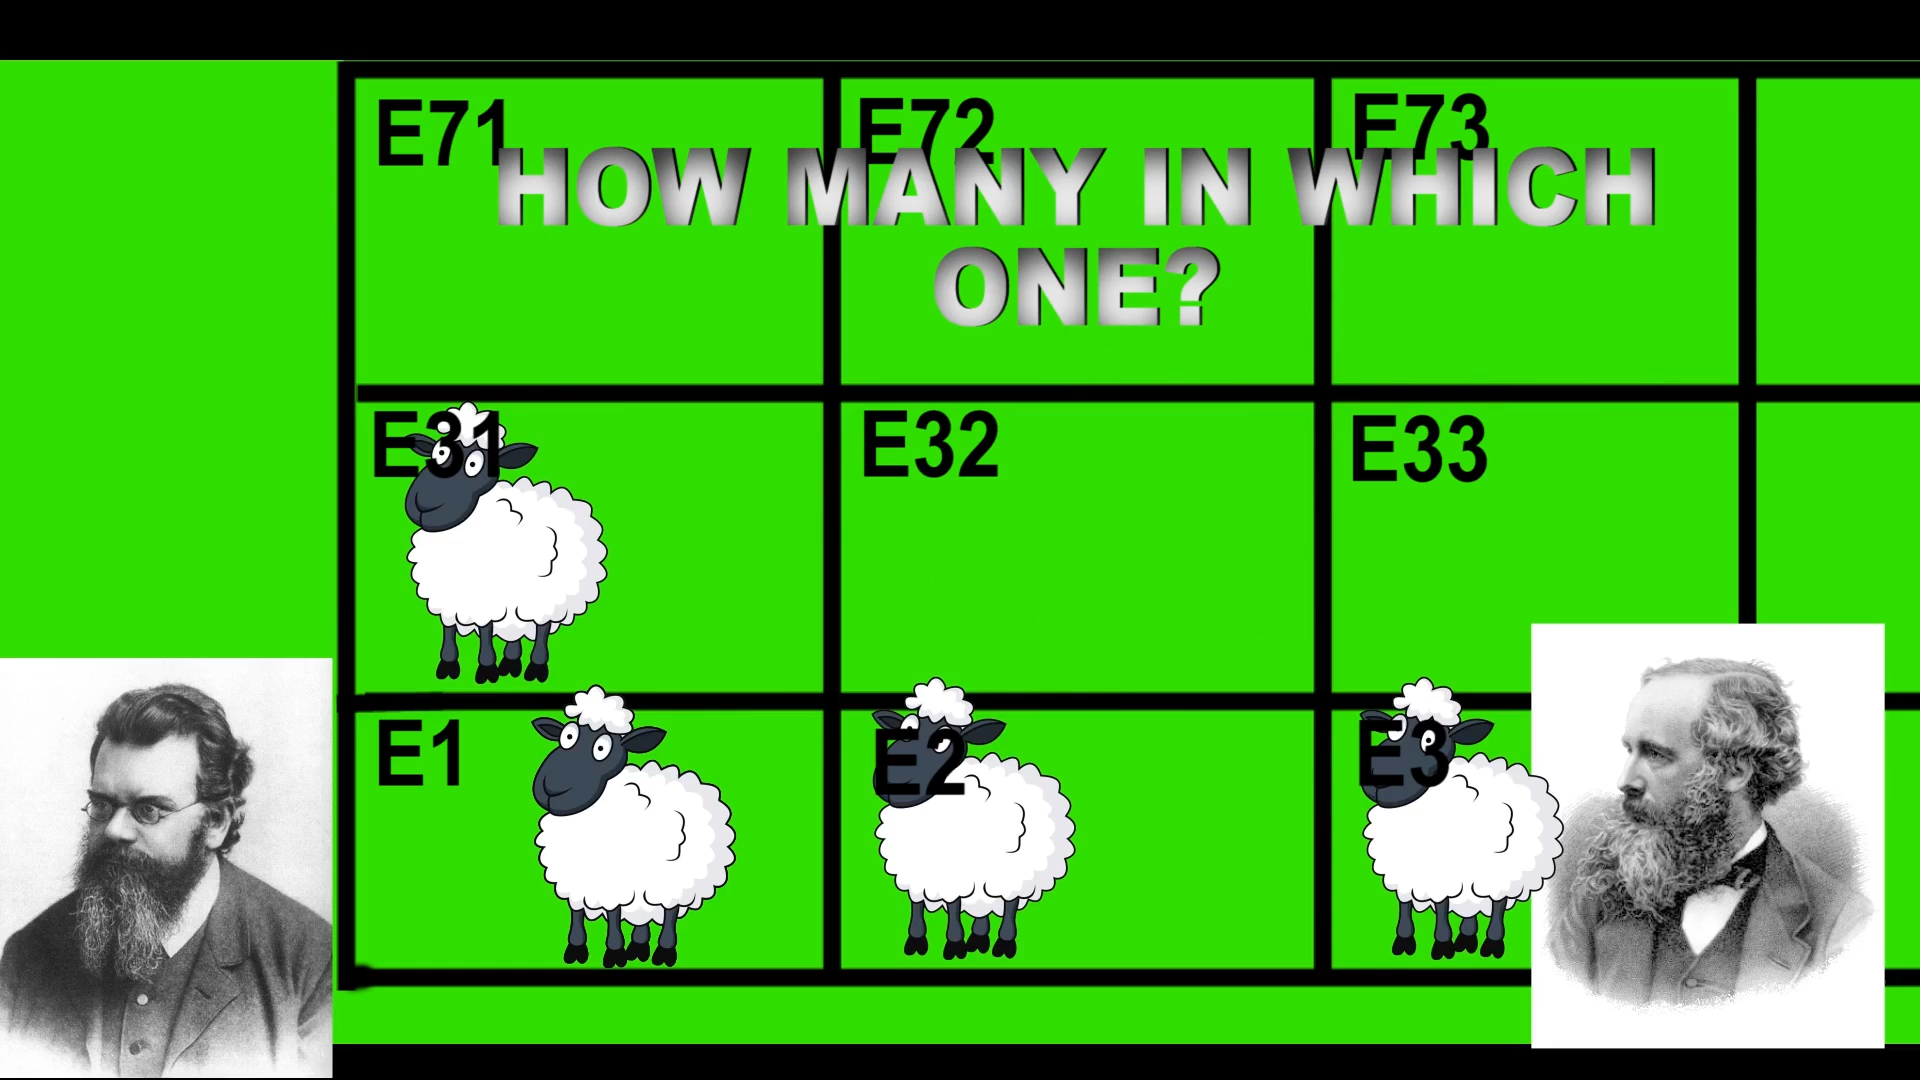 E71 E72 E73
HOW MANY IN WHICH
ONE?
E31 E32 E33
E1 E2 E3